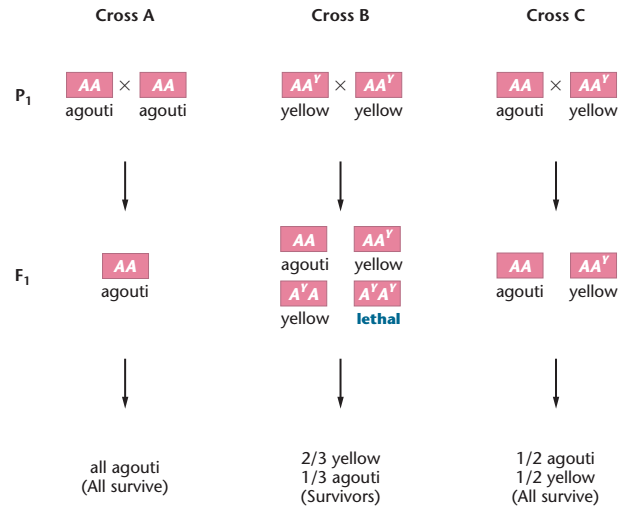 Cross A Cross B Cross C
P₁ AA × AA AAʸ × AAʸ AA × AAʸ
agouti agouti yellow yellow agouti yellow
AA AAʸ
agouti yellow
F₁ AA AA AAʸ
agouti agouti yellow
AʸA AʸAʸ
yellow lethal
all agouti
(All survive)
2/3 yellow
1/3 agouti
(Survivors)
1/2 agouti
1/2 yellow
(All survive)